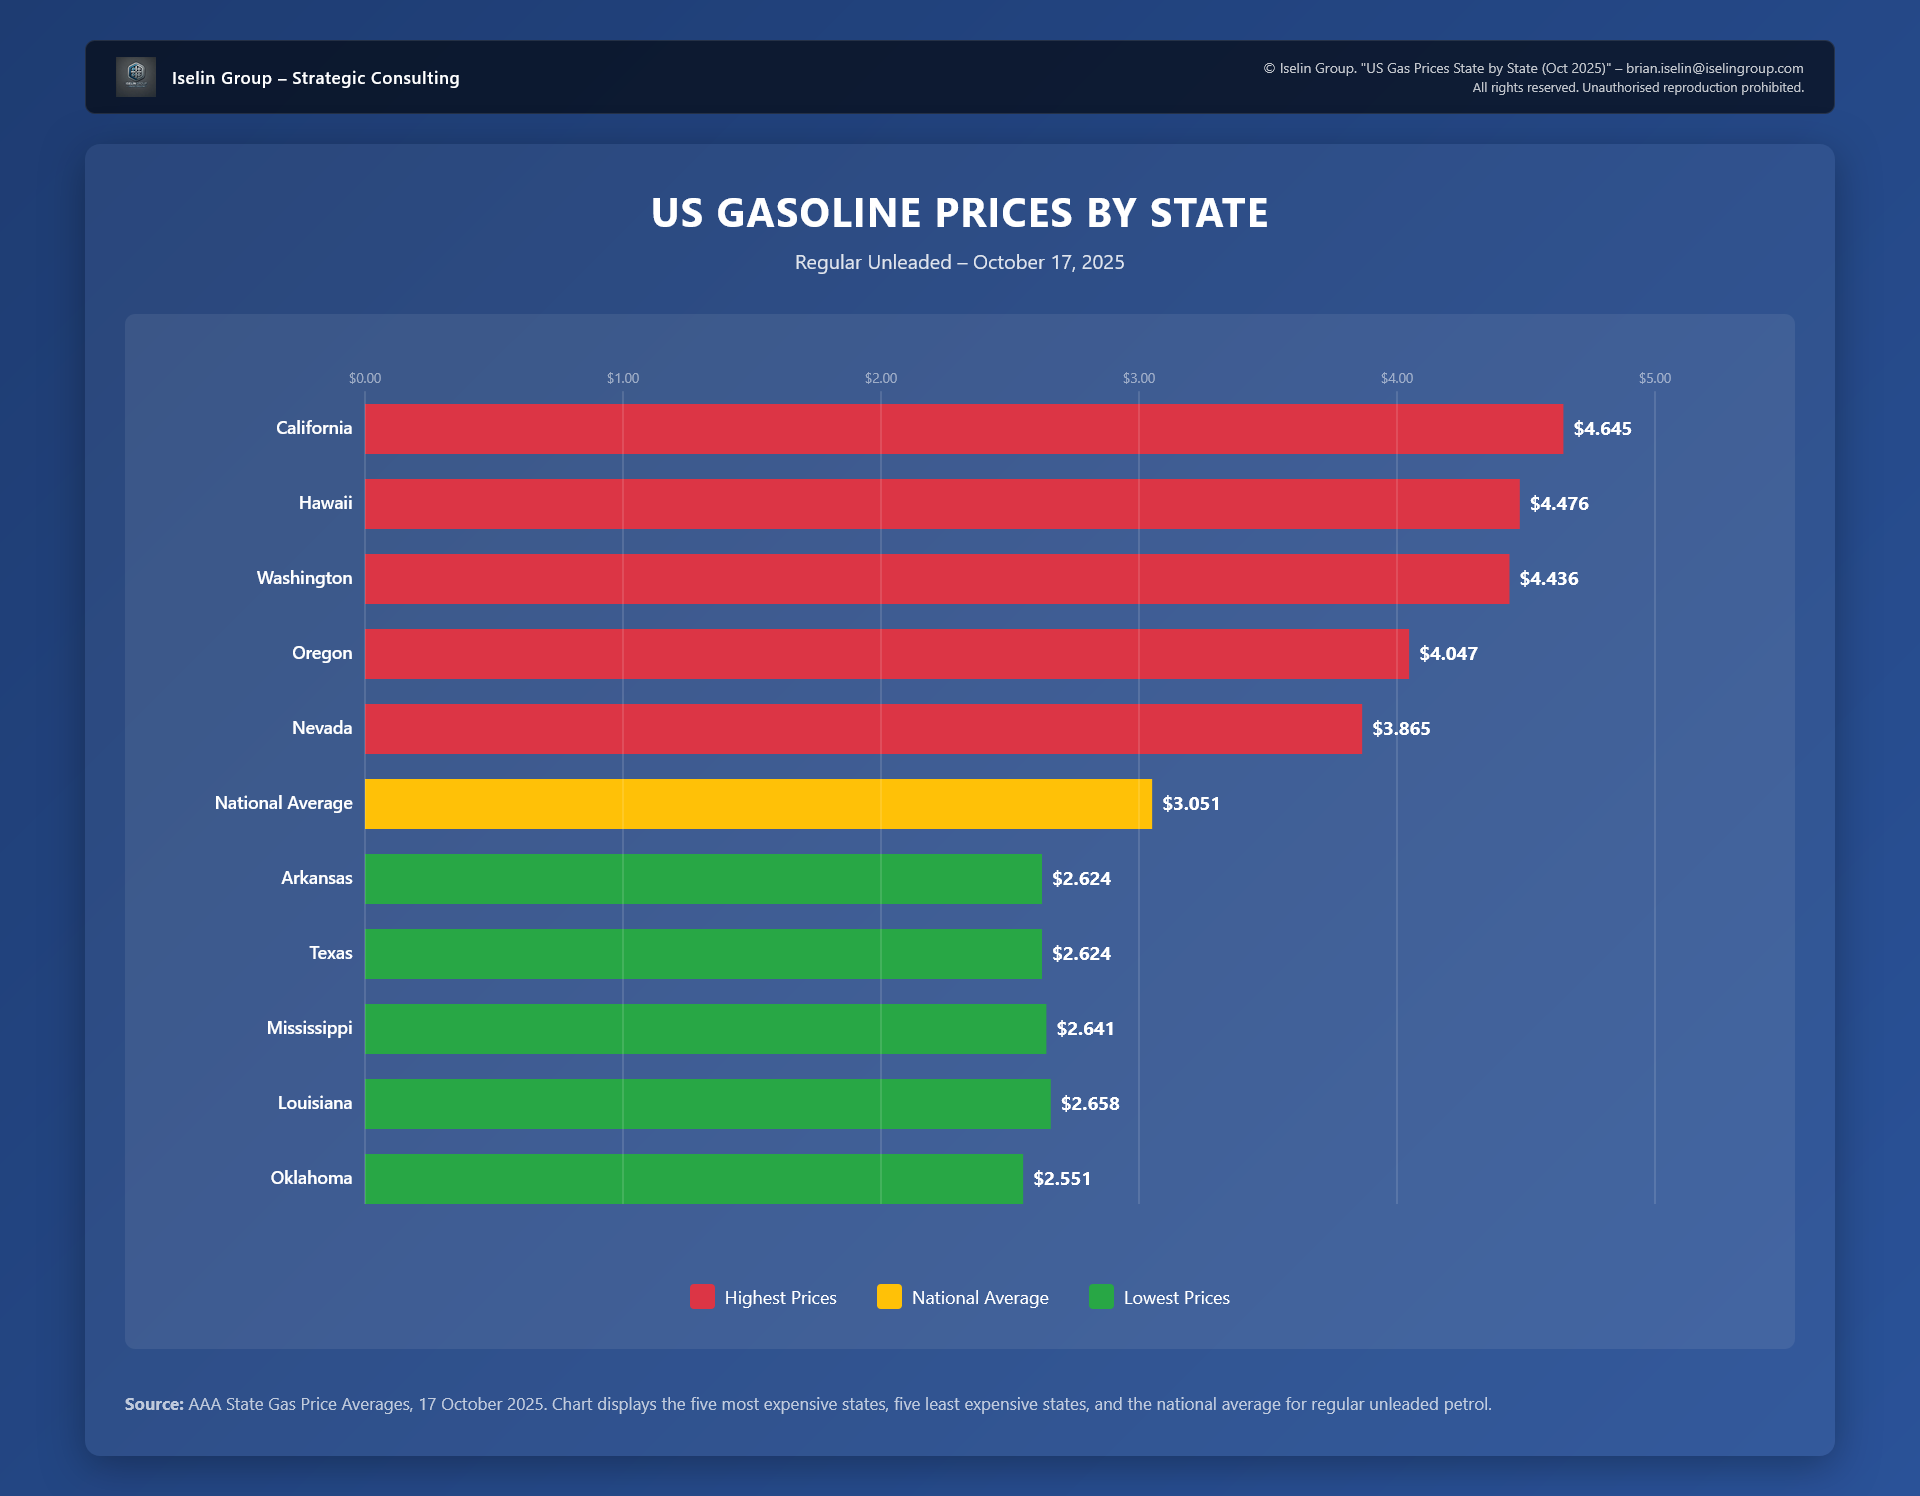 Iselin Group – Strategic Consulting
© Iselin Group. "US Gas Prices State by State (Oct 2025)" – brian.iselin@iselingroup.com
All rights reserved. Unauthorised reproduction prohibited.
US GASOLINE PRICES BY STATE
Regular Unleaded – October 17, 2025
$0.00 $1.00 $2.00 $3.00 $4.00 $5.00
California $4.645
Hawaii $4.476
Washington $4.436
Oregon $4.047
Nevada $3.865
National Average $3.051
Arkansas $2.624
Texas $2.624
Mississippi $2.641
Louisiana $2.658
Oklahoma $2.551
Highest Prices National Average Lowest Prices
Source: AAA State Gas Price Averages, 17 October 2025. Chart displays the five most expensive states, five least expensive states, and the national average for regular unleaded petrol.